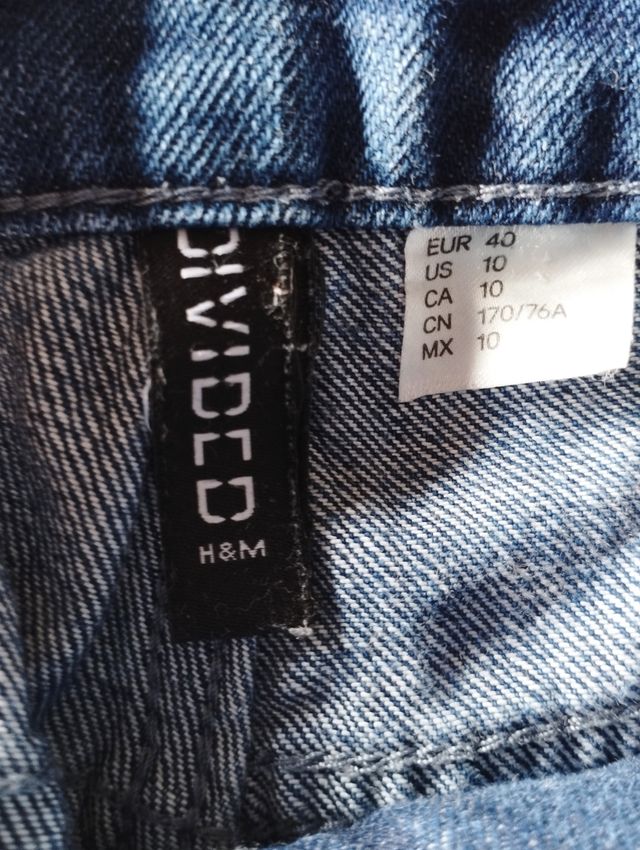 DIVIDED
H&M
EUR 40
US 10
CA 10
CN 170/76A
MX 10